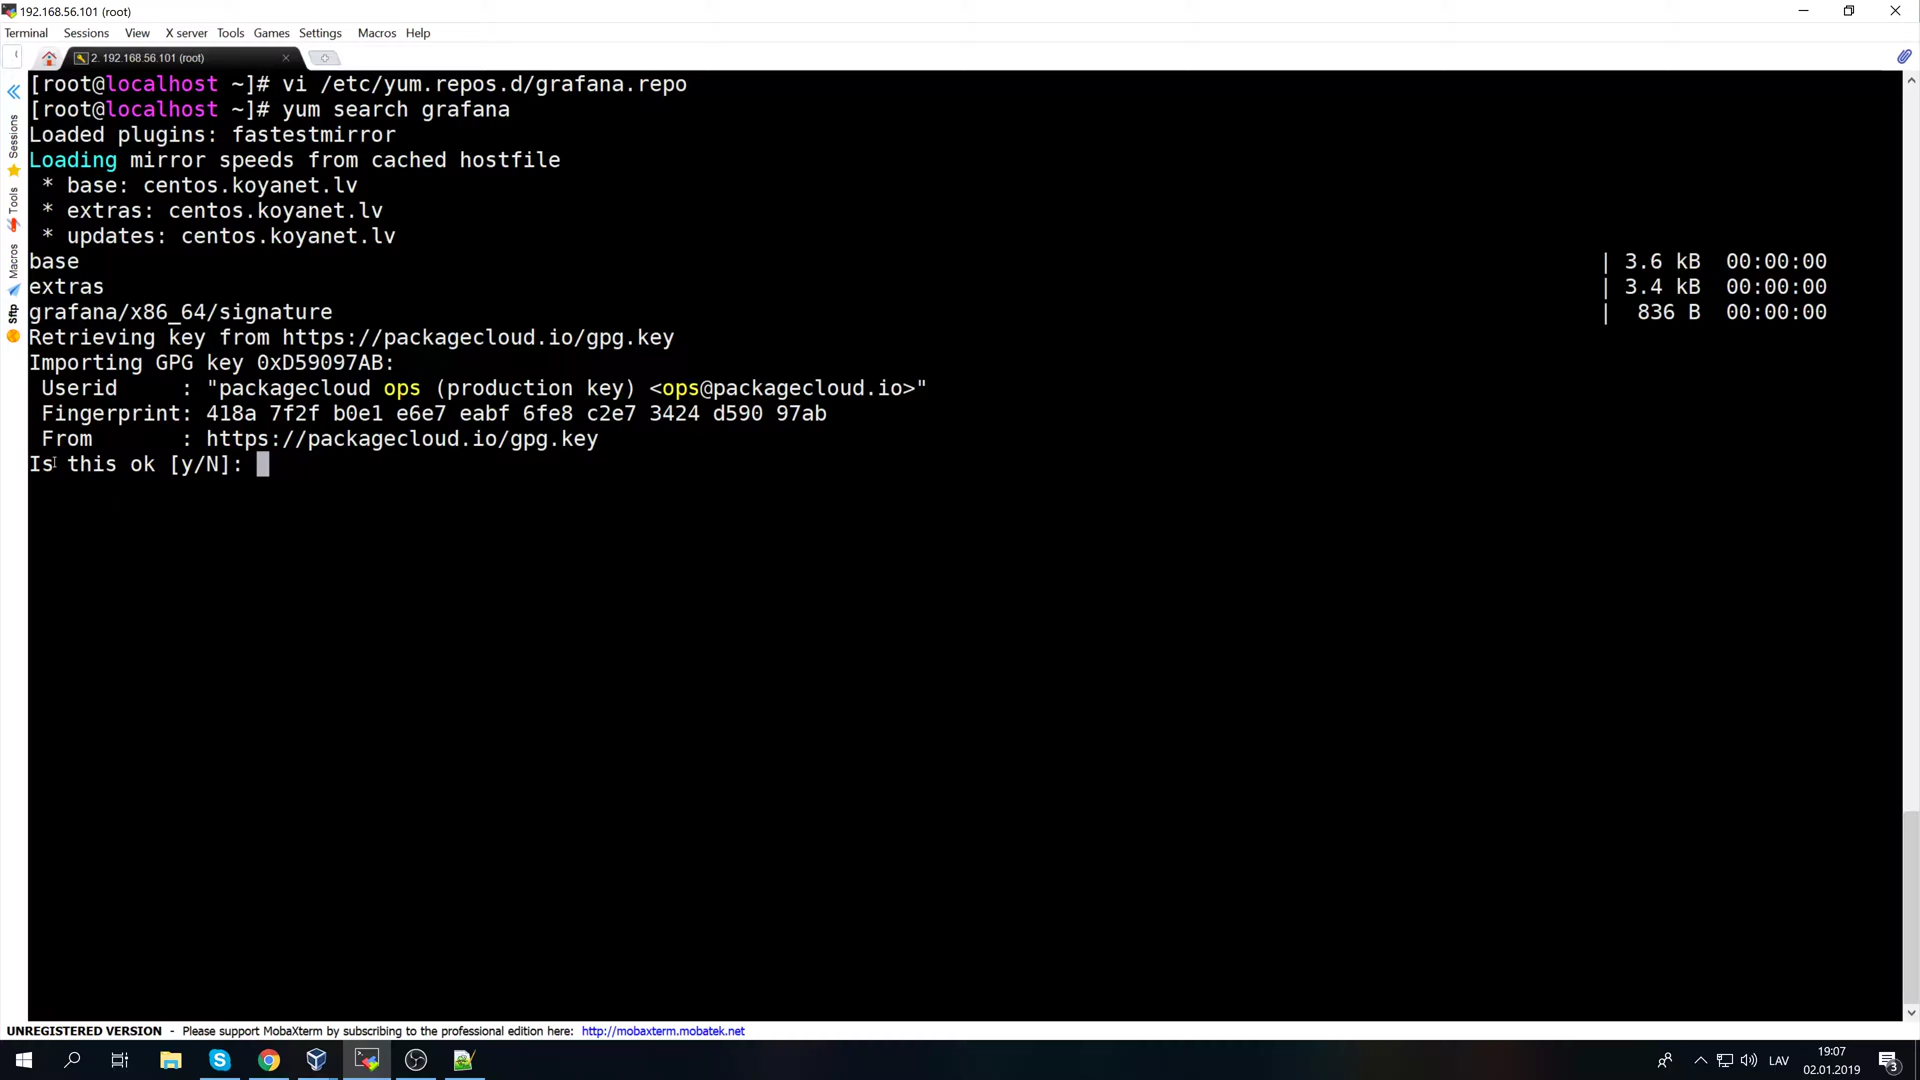 192.168.56.101 (root)
Terminal Sessions View X server Tools Games Settings Macros Help
2. 192.168.56.101 (root)
[root@localhost ~]# vi /etc/yum.repos.d/grafana.repo
[root@localhost ~]# yum search grafana
Loaded plugins: fastestmirror
Loading mirror speeds from cached hostfile
* base: centos.koyanet.lv
* extras: centos.koyanet.lv
* updates: centos.koyanet.lv
base | 3.6 kB 00:00:00
extras | 3.4 kB 00:00:00
grafana/x86_64/signature | 836 B 00:00:00
Retrieving key from https://packagecloud.io/gpg.key
Importing GPG key 0xD59097AB:
Userid : "packagecloud ops (production key) <ops@packagecloud.io>"
Fingerprint: 418a 7f2f b0e1 e6e7 eabf 6fe8 c2e7 3424 d590 97ab
From : https://packagecloud.io/gpg.key
Is this ok [y/N]:
Sessions
Tools
Macros
Sftp
UNREGISTERED VERSION - Please support MobaXterm by subscribing to the professional edition here: http://mobaxterm.mobatek.net
LAV
19:07
02.01.2019
3